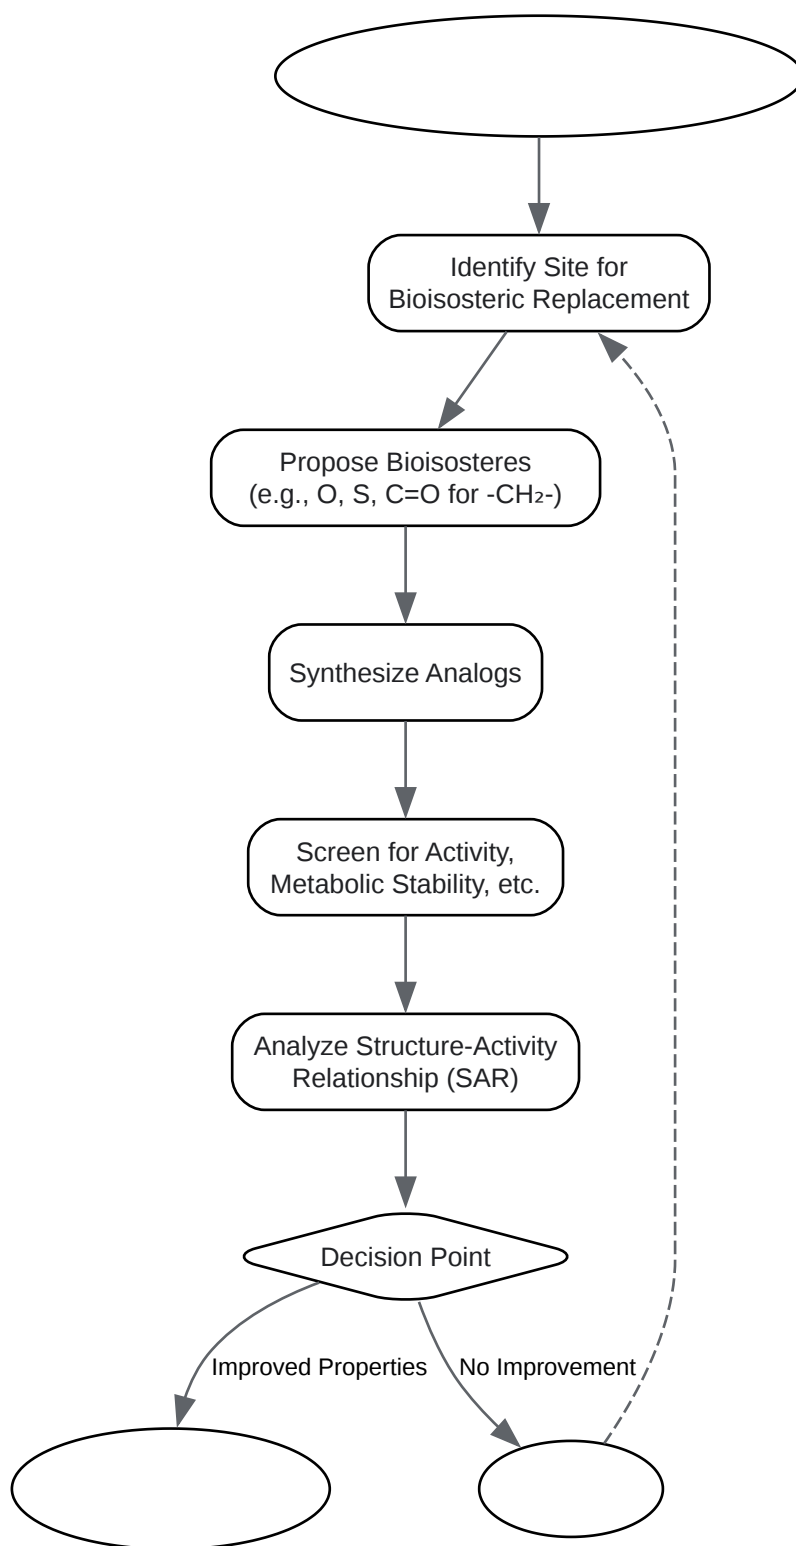 Identify Site for
Bioisosteric Replacement
Propose Bioisosteres
(e.g., O, S, C=O for -CH₂-)
Synthesize Analogs
Screen for Activity,
Metabolic Stability, etc.
Analyze Structure-Activity
Relationship (SAR)
Decision Point
Improved Properties
No Improvement